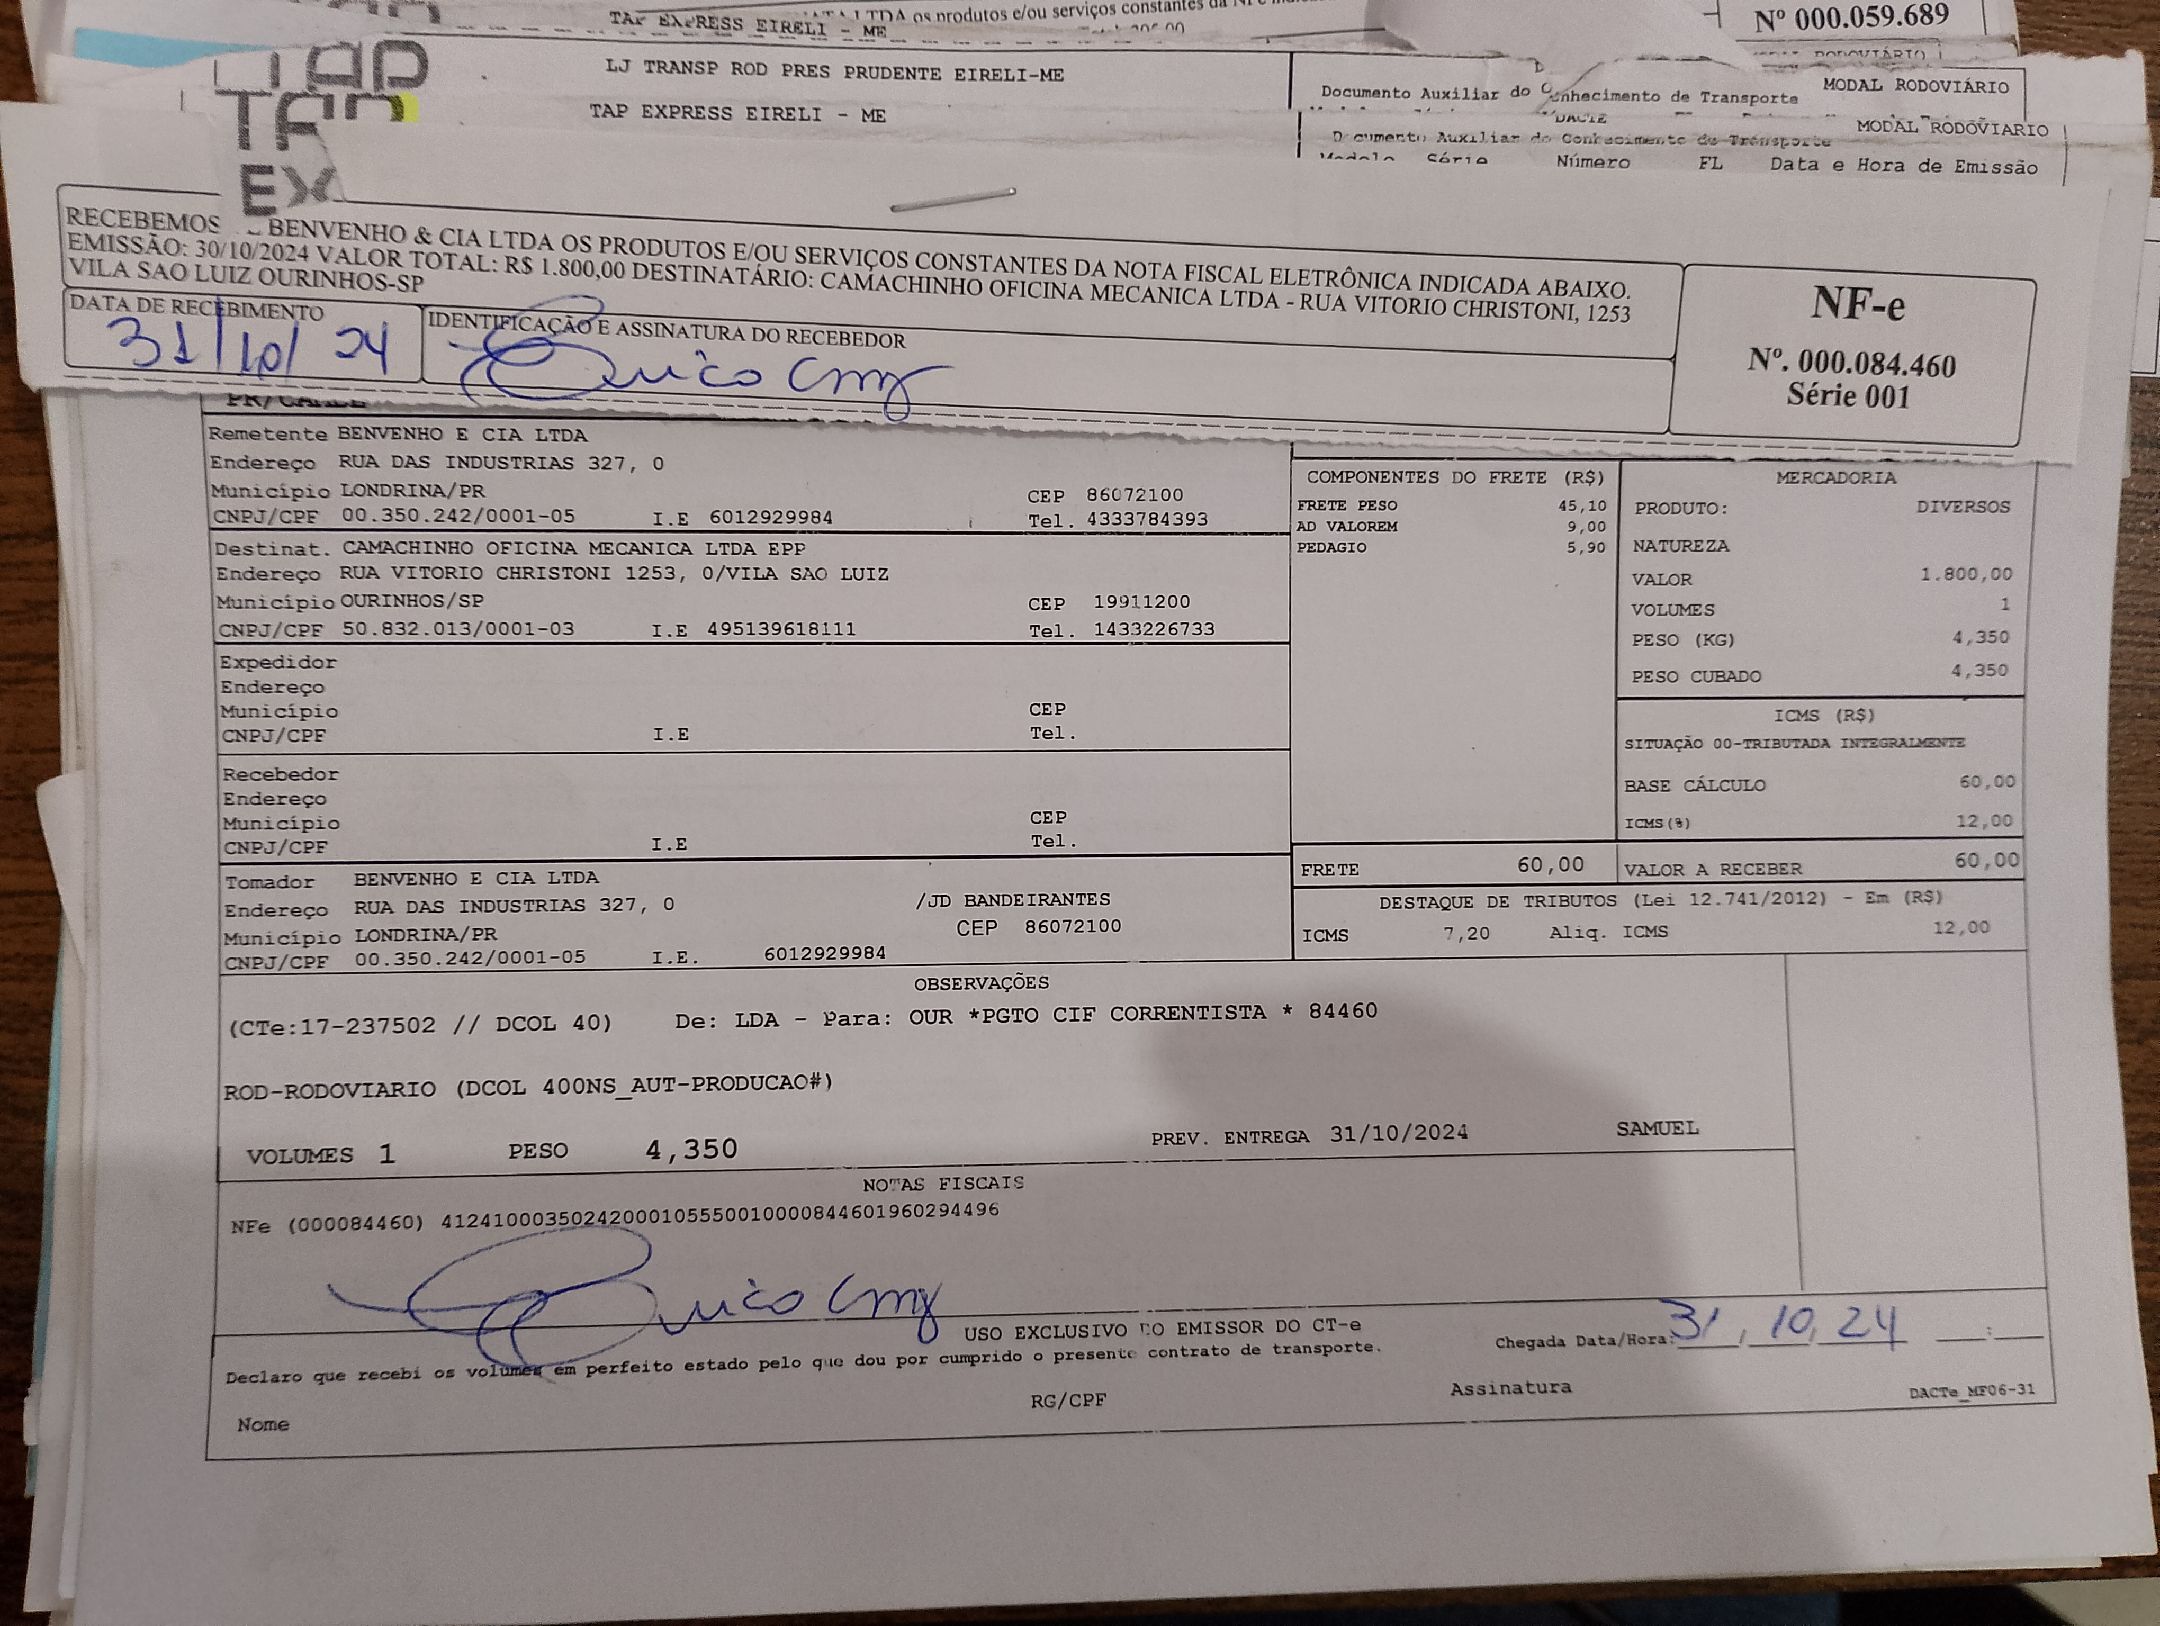 TAP EXPRESS EIRELI - ME
LTDA os produtos e/ou serviços constantes da
Nº 000.059.689
LJ TRANSP ROD PRES PRUDENTE EIRELI-ME
Documento Auxiliar do Conhecimento de Transporte
MODAL RODOVIÁRIO
TAP
TAP EXPRESS EIRELI - ME
MODAL RODOVIARIO
Documento Auxiliar do Conhecimento de Transporte
Modelo Série Número FL Data e Hora de Emissão
EX
RECEBEMOS BENVENHO & CIA LTDA OS PRODUTOS E/OU SERVIÇOS CONSTANTES DA NOTA FISCAL ELETRÔNICA INDICADA ABAIXO.
EMISSÃO: 30/10/2024 VALOR TOTAL: R$ 1.800,00 DESTINATÁRIO: CAMACHINHO OFICINA MECANICA LTDA - RUA VITORIO CHRISTONI, 1253
VILA SAO LUIZ OURINHOS-SP
DATA DE RECEBIMENTO
31/10/24
IDENTIFICAÇÃO E ASSINATURA DO RECEBEDOR
NF-e
Nº. 000.084.460
Série 001
Remetente BENVENHO E CIA LTDA
Endereço RUA DAS INDUSTRIAS 327, 0
Município LONDRINA/PR CEP 86072100
CNPJ/CPF 00.350.242/0001-05 I.E 6012929984 Tel. 4333784393
Destinat. CAMACHINHO OFICINA MECANICA LTDA EPP
Endereço RUA VITORIO CHRISTONI 1253, 0/VILA SAO LUIZ
Município OURINHOS/SP CEP 19911200
CNPJ/CPF 50.832.013/0001-03 I.E 495139618111 Tel. 1433226733
Expedidor
Endereço
Município CEP
CNPJ/CPF I.E Tel.
Recebedor
Endereço
Município CEP
CNPJ/CPF I.E Tel.
Tomador BENVENHO E CIA LTDA
Endereço RUA DAS INDUSTRIAS 327, 0 /JD BANDEIRANTES
Município LONDRINA/PR CEP 86072100
CNPJ/CPF 00.350.242/0001-05 I.E. 6012929984
COMPONENTES DO FRETE (R$)
FRETE PESO 45,10
AD VALOREM 9,00
PEDAGIO 5,90
MERCADORIA
PRODUTO: DIVERSOS
NATUREZA
VALOR 1.800,00
VOLUMES 1
PESO (KG) 4,350
PESO CUBADO 4,350
ICMS (R$)
SITUAÇÃO 00-TRIBUTADA INTEGRALMENTE
BASE CÁLCULO 60,00
ICMS(%) 12,00
FRETE 60,00 VALOR A RECEBER 60,00
DESTAQUE DE TRIBUTOS (Lei 12.741/2012) - Em (R$)
ICMS 7,20 Aliq. ICMS 12,00
OBSERVAÇÕES
(CTe:17-237502 // DCOL 40) De: LDA - Para: OUR *PGTO CIF CORRENTISTA * 84460
ROD-RODOVIARIO (DCOL 400NS_AUT-PRODUCAO#)
VOLUMES 1 PESO 4,350 PREV. ENTREGA 31/10/2024 SAMUEL
NOTAS FISCAIS
NFe (000084460) 41241000350242000105550010000844601960294496
USO EXCLUSIVO DO EMISSOR DO CT-e
Chegada Data/Hora: 31, 10, 24 :
Declaro que recebi os volumes em perfeito estado pelo que dou por cumprido o presente contrato de transporte.
Nome RG/CPF Assinatura DACTe_MF06-31